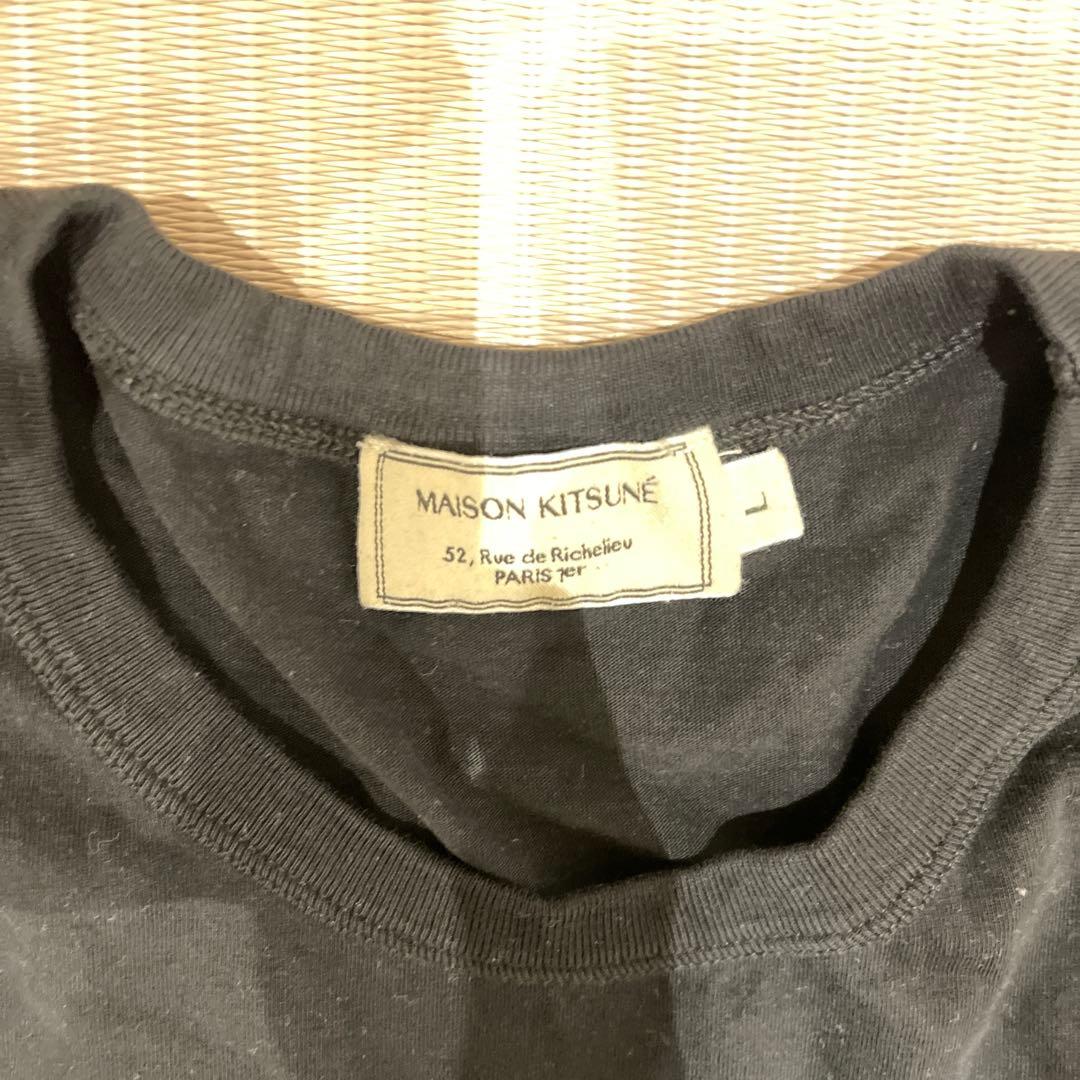 MAISON KITSUNÉ
52, Rue de Richelieu
PARIS 1er
L